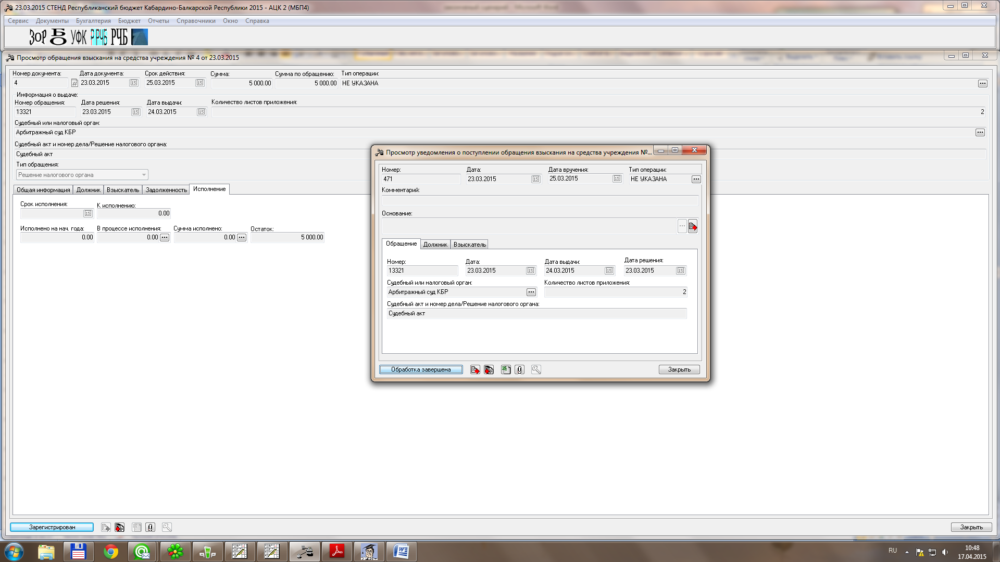 23.03.2015 СТЕНД Республиканский бюджет Кабардино-Балкарской Республики 2015 - АЦК 2 (МБП4)
Сервис Документы Бухгалтерия Бюджет Отчеты Справочники Окно Справка
ЗОР БО УФК РРЧБ РЧБ
Просмотр обращения взыскания на средства учреждения № 4 от 23.03.2015
Номер документа: Дата документа: Срок действия: Сумма: Сумма по обращению: Тип операции:
4 23.03.2015 25.03.2015 5 000.00 5 000.00 НЕ УКАЗАНА
Информация о выдаче:
Номер обращения: Дата решения: Дата выдачи: Количество листов приложения:
13321 23.03.2015 24.03.2015 2
Судебный или налоговый орган:
Арбитражный суд КБР
Судебный акт и номер дела/Решение налогового органа:
Судебный акт
Тип обращения:
Решение налогового органа
Общая информация Должник Взыскатель Задолженность Исполнение
Срок исполнения: К исполнению:
0.00
Исполнено на нач. года: В процессе исполнения: Сумма исполнено: Остаток:
0.00 0.00 0.00 5 000.00
Просмотр уведомления о поступлении обращения взыскания на средства учреждения №...
Номер: Дата: Дата вручения: Тип операции:
471 23.03.2015 25.03.2015 НЕ УКАЗАНА
Комментарий:
Основание:
Обращение Должник Взыскатель
Номер: Дата: Дата выдачи: Дата решения:
13321 23.03.2015 24.03.2015 23.03.2015
Судебный или налоговый орган: Количество листов приложения:
Арбитражный суд КБР 2
Судебный акт и номер дела/Решение налогового органа:
Судебный акт
Обработка завершена Закрыть
Зарегистрирован Закрыть
RU 10:48
17.04.2015